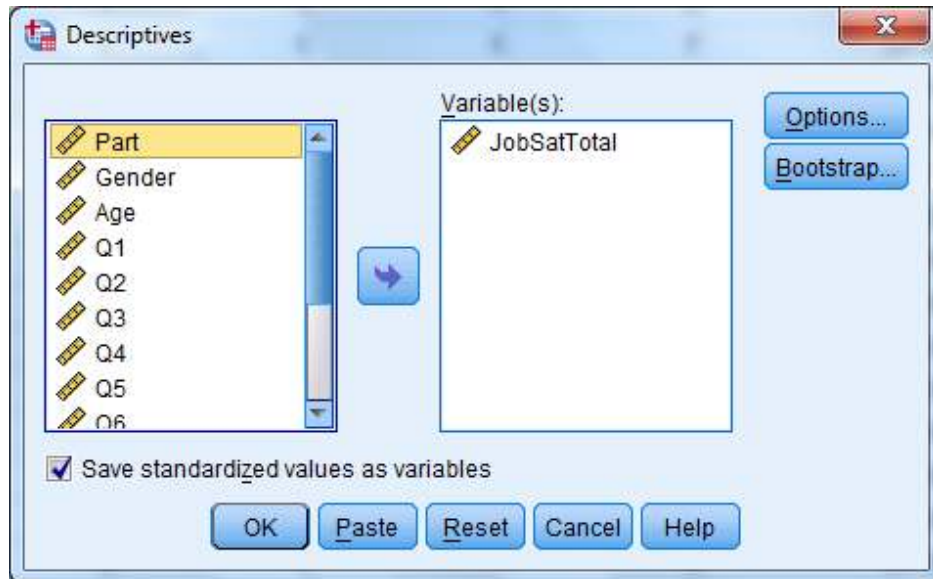 Descriptives
Variable(s):
Part
Gender
Age
Q1
Q2
Q3
Q4
Q5
Q6
JobSatTotal
Options...
Bootstrap...
Save standardized values as variables
OK
Paste
Reset
Cancel
Help